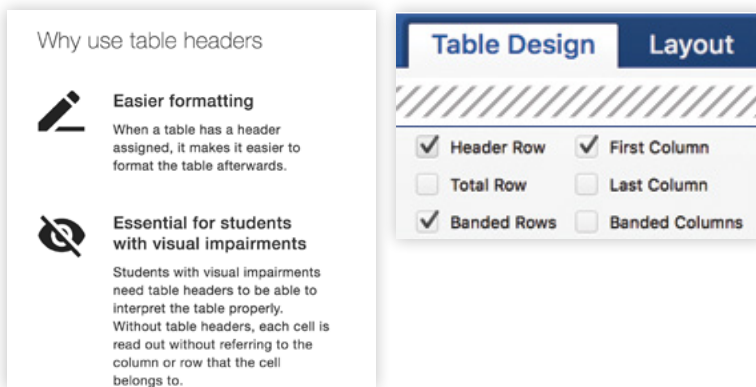 Why use table headers
Easier formatting
When a table has a header
assigned, it makes it easier to
format the table afterwards.
Essential for students
with visual impairments
Students with visual impairments
need table headers to be able to
interpret the table properly.
Without table headers, each cell is
read out without referring to the
column or row that the cell
belongs to.
Table Design Layout
Header Row First Column
Total Row Last Column
Banded Rows Banded Columns